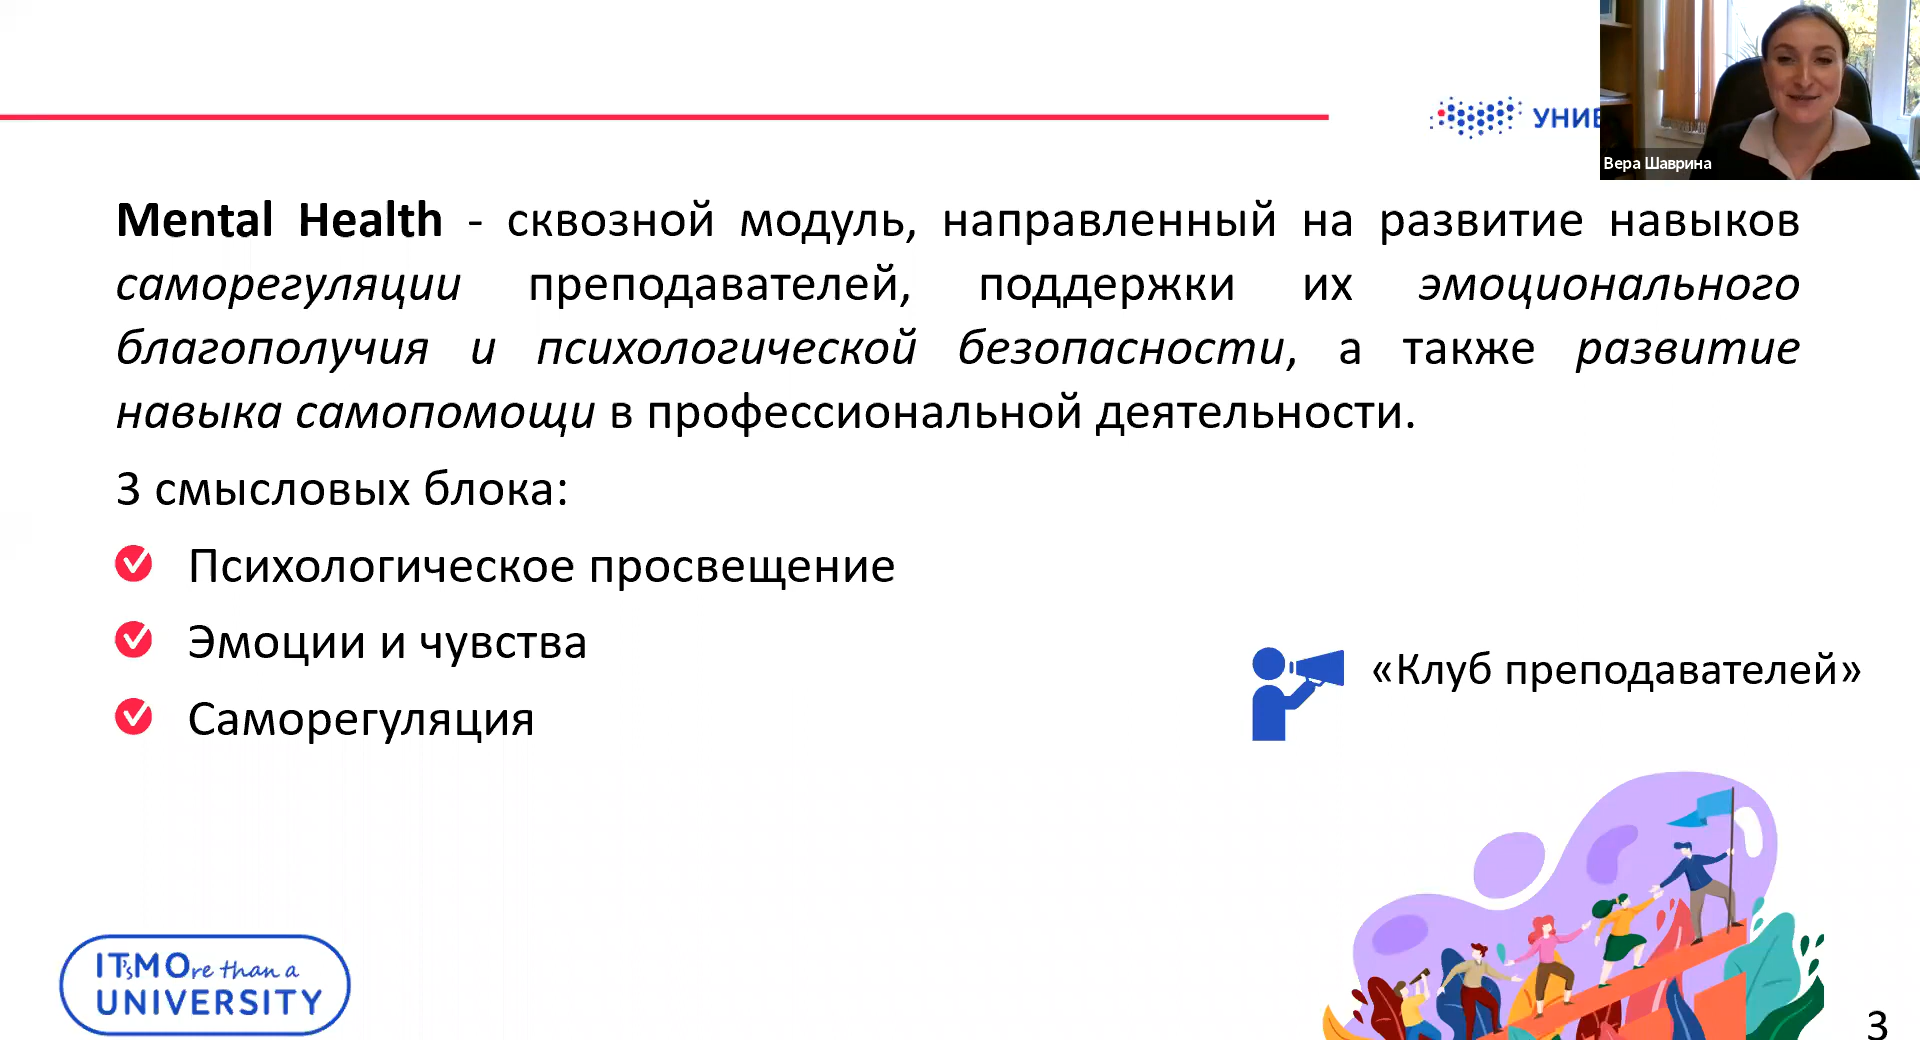 УНИВ
Вера Шаврина
Mental Health - сквозной модуль, направленный на развитие навыков
саморегуляции преподавателей, поддержки их эмоционального
благополучия и психологической безопасности, а также развитие
навыка самопомощи в профессиональной деятельности.
3 смысловых блока:
Психологическое просвещение
Эмоции и чувства
Саморегуляция
«Клуб преподавателей»
IT'sMOre than a
UNIVERSITY
3